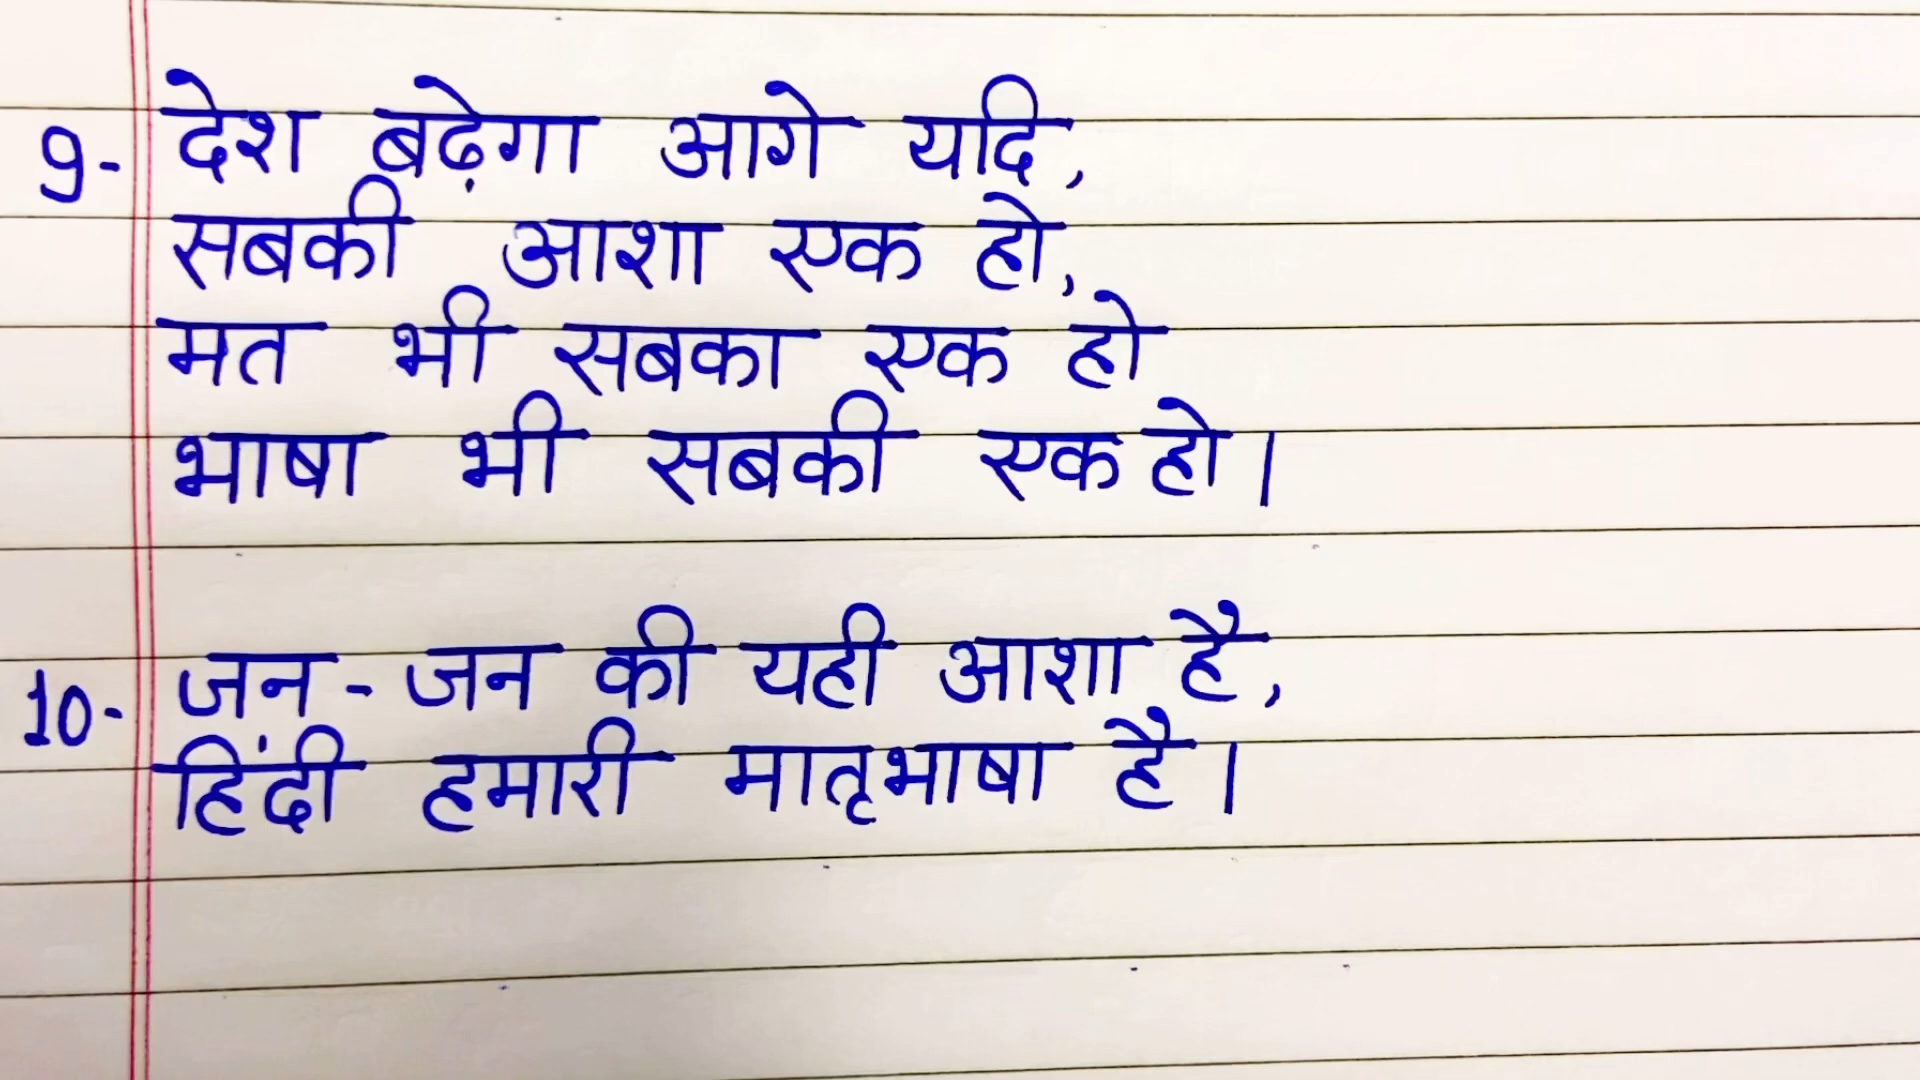 9- देश बढ़ेगा आगे यदि,
सबकी आशा एक हो,
मत भी सबका एक हो
भाषा भी सबकी एक हो।
10- जन-जन की यही आशा है,
हिंदी हमारी मातृभाषा है।